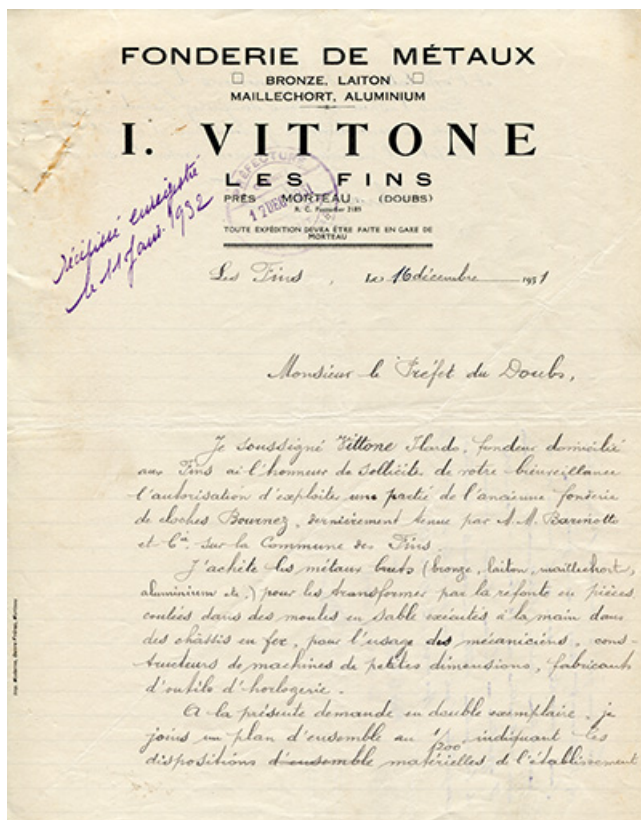 FONDERIE DE MÉTAUX
BRONZE, LAITON
MAILLECHORT, ALUMINIUM
I. VITTONE
LES FINS
PRÈS MORTEAU (DOUBS)
R. C. Pontarlier 2185
TOUTE EXPÉDITION DEVRA ÊTRE FAITE EN GARE DE
MORTEAU
PRÉFECTURE
17 DEC
Récépissé enregistré
le 11 Janv. 1932
Les Fins, Le 16 décembre 1931
Monsieur le Préfet du Doubs,
Je soussigné Vittone Ilardo, fondeur domicilié
aux Fins ai l'honneur de solliciter de votre bienveillance
l'autorisation d'exploiter une partie de l'ancienne fonderie
de cloches Bournez, dernièrement tenue par M.M. Barinotto
et Cie sur la Commune des Fins.
J'achète les métaux bruts (bronze, laiton, maillechort,
aluminium etc.) pour les transformer par la refonte en pièces
coulées dans des moules en sable exécutés à la main dans
des châssis en fer, pour l'usage des mécaniciens, cons-
tructeurs de machines de petites dimensions, fabricants
d'outils d'horlogerie.
A la présente demande en double exemplaire, je
joins un plan d'ensemble au 1/200 indiquant les
dispositions d'ensemble matérielles de l'établissement